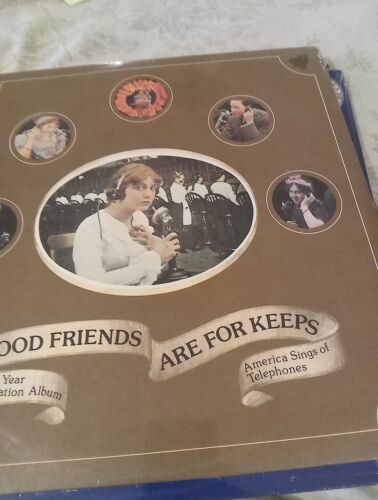 OOD FRIENDS ARE FOR KEEPS
Year
ation Album
America Sings of
Telephones